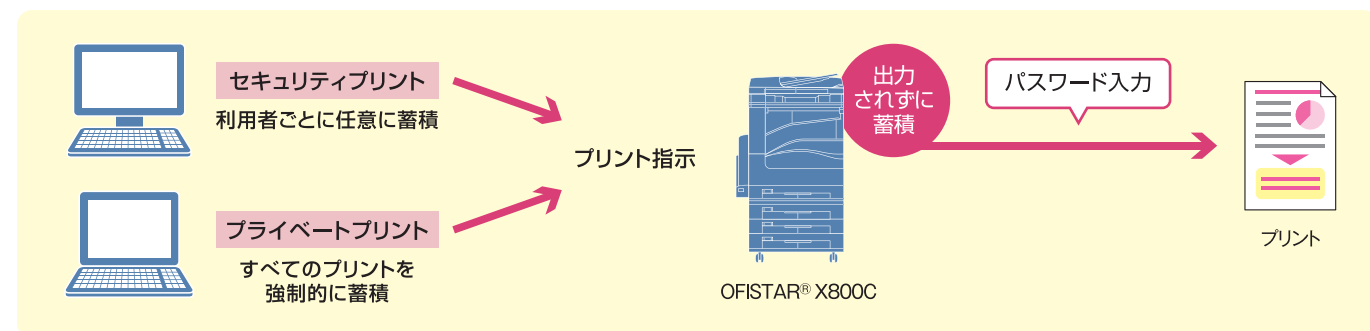 セキュリティプリント
利用者ごとに任意に蓄積
プライベートプリント
すべてのプリントを
強制的に蓄積
プリント指示
出力
されずに
蓄積
OFISTAR® X800C
パスワード入力
プリント